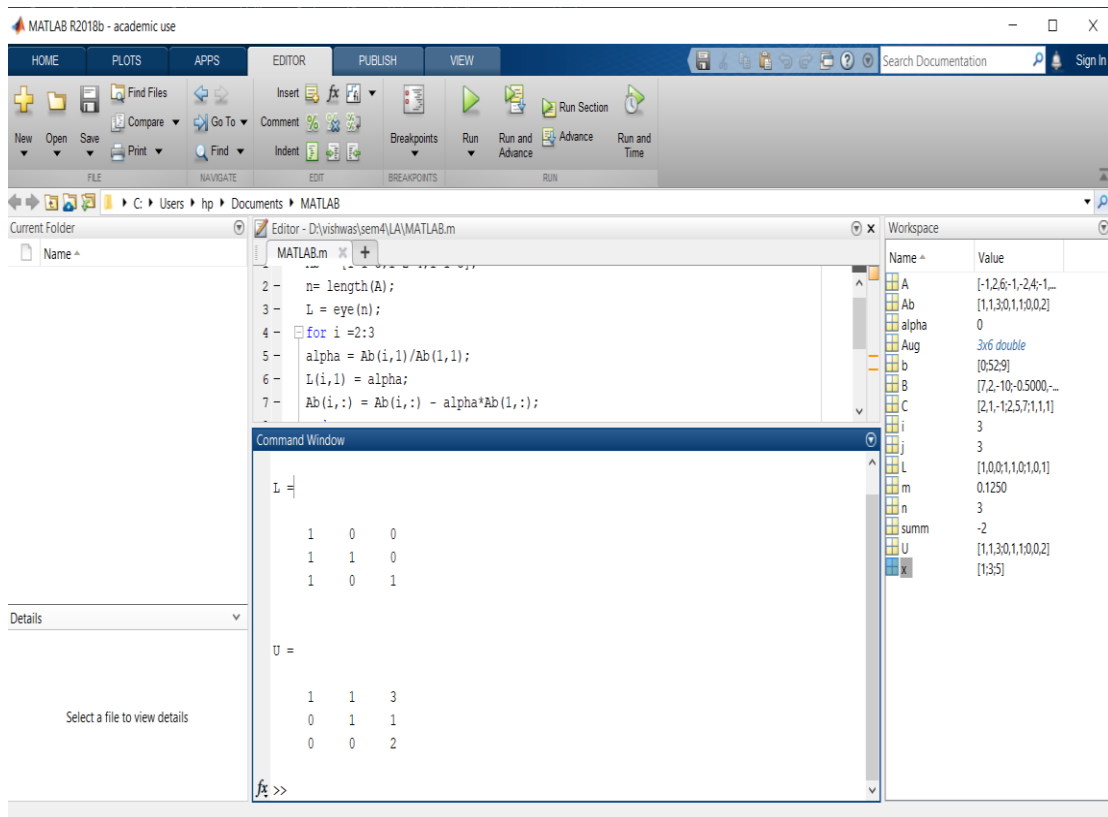 MATLAB R2018b - academic use
HOME PLOTS APPS EDITOR PUBLISH VIEW
Search Documentation
Sign In
New Open Save
Find Files
Compare
Print
FILE
Go To
Find
NAVIGATE
Insert fx
Comment
Indent
EDIT
Breakpoints
BREAKPOINTS
Run
Run and Advance
Run Section
Advance
Run and Time
RUN
C: Users hp Documents MATLAB
Current Folder
Name
Details
Select a file to view details
Editor - D:\vishwas\sem4\LA\MATLAB.m
MATLAB.m
2 - n= length(A);
3 - L = eye(n);
4 - for i =2:3
5 - alpha = Ab(i,1)/Ab(1,1);
6 - L(i,1) = alpha;
7 - Ab(i,:) = Ab(i,:) - alpha*Ab(1,:);
Command Window
L =
1 0 0
1 1 0
1 0 1
U =
1 1 3
0 1 1
0 0 2
fx >>
Workspace
Name Value
A [-1,2,6;-1,-2,4;-1,...
Ab [1,1,3;0,1,1;0,0,2]
alpha 0
Aug 3x6 double
b [0;52;9]
B [7,2,-10;-0.5000,-...
C [2,1,-1;2,5,7;1,1,1]
i 3
j 3
L [1,0,0;1,1,0;1,0,1]
m 0.1250
n 3
summ -2
U [1,1,3;0,1,1;0,0,2]
x [1;3;5]